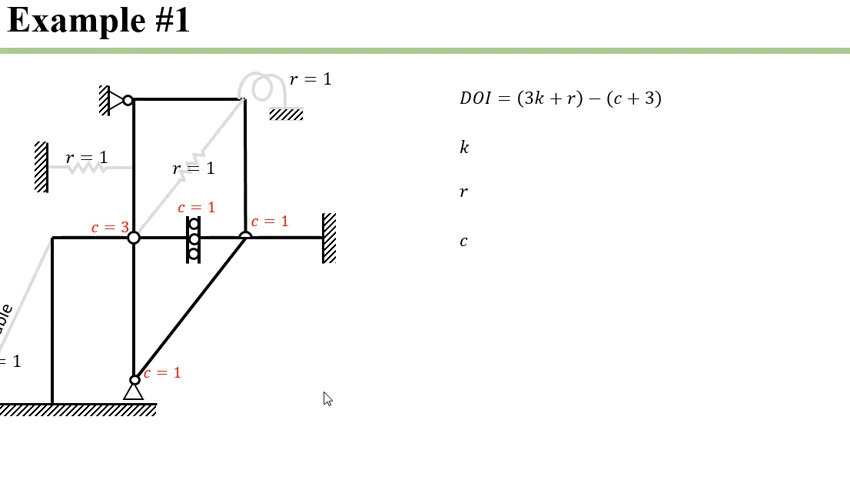 Example #1
r = 1
DOI = (3k + r) − (c + 3)
r = 1
k
r = 1
r
c = 1
c = 1
c = 3
c
= 1
c = 1